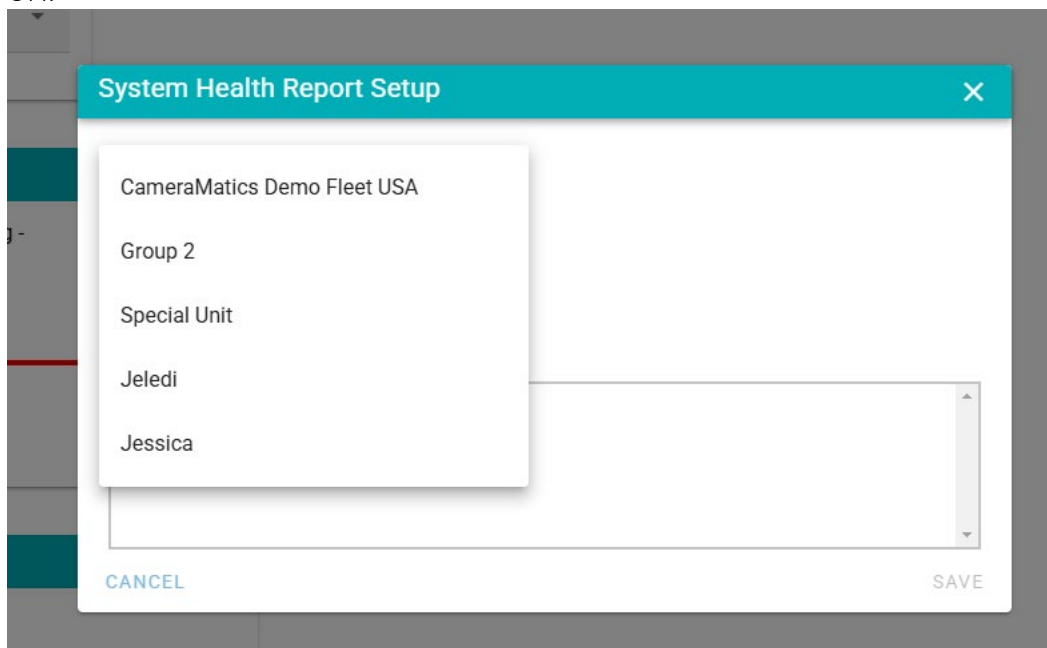 System Health Report Setup
CameraMatics Demo Fleet USA
Group 2
Special Unit
Jeledi
Jessica
CANCEL
SAVE